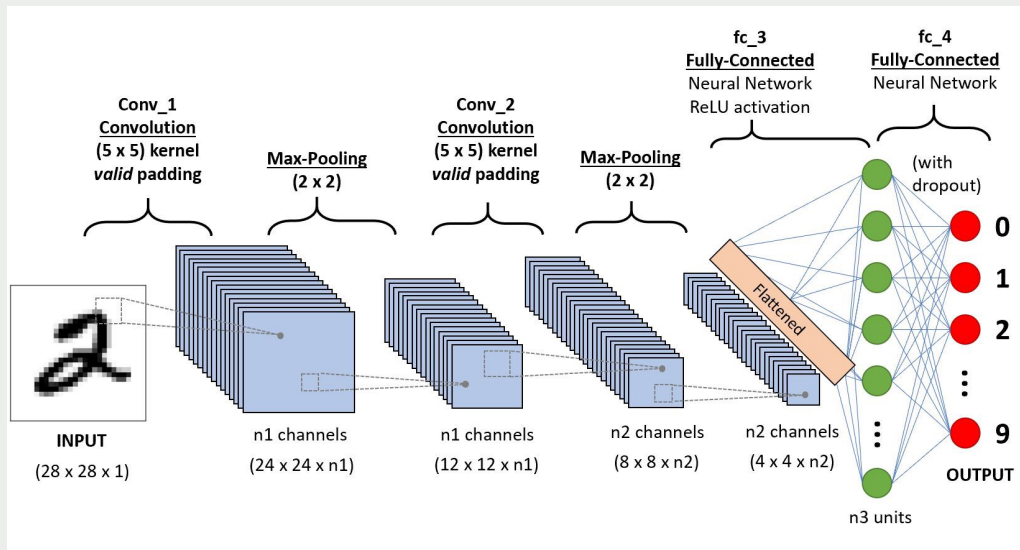 fc_3
Fully-Connected
Neural Network
ReLU activation
fc_4
Fully-Connected
Neural Network
Conv_1
Convolution
(5 x 5) kernel
valid padding
Max-Pooling
(2 x 2)
Conv_2
Convolution
(5 x 5) kernel
valid padding
Max-Pooling
(2 x 2)
(with
dropout)
Flattened
2
0
1
2
9
INPUT
(28 x 28 x 1)
n1 channels
(24 x 24 x n1)
n1 channels
(12 x 12 x n1)
n2 channels
(8 x 8 x n2)
n2 channels
(4 x 4 x n2)
OUTPUT
n3 units